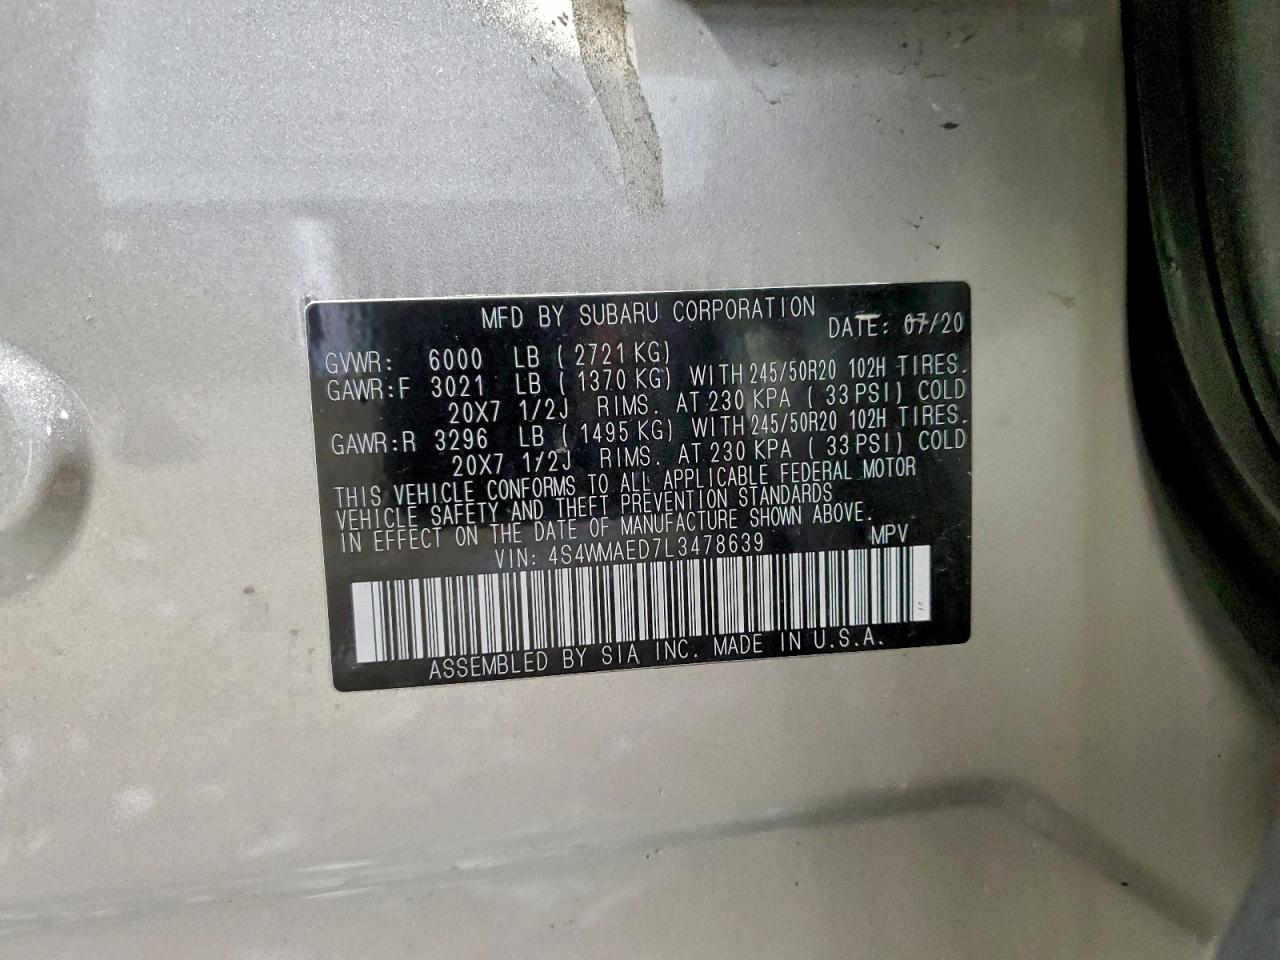 MFD BY SUBARU CORPORATION
DATE: 07/20
GVWR: 6000 LB ( 2721 KG)
GAWR:F 3021 LB ( 1370 KG) WITH 245/50R20 102H TIRES.
20X7 1/2J RIMS. AT 230 KPA ( 33 PSI) COLD
GAWR:R 3296 LB ( 1495 KG) WITH 245/50R20 102H TIRES.
20X7 1/2J RIMS. AT 230 KPA ( 33 PSI) COLD
THIS VEHICLE CONFORMS TO ALL APPLICABLE FEDERAL MOTOR
VEHICLE SAFETY AND THEFT PREVENTION STANDARDS
IN EFFECT ON THE DATE OF MANUFACTURE SHOWN ABOVE.
VIN: 4S4WMAED7L3478639 MPV
ASSEMBLED BY SIA INC. MADE IN U.S.A.